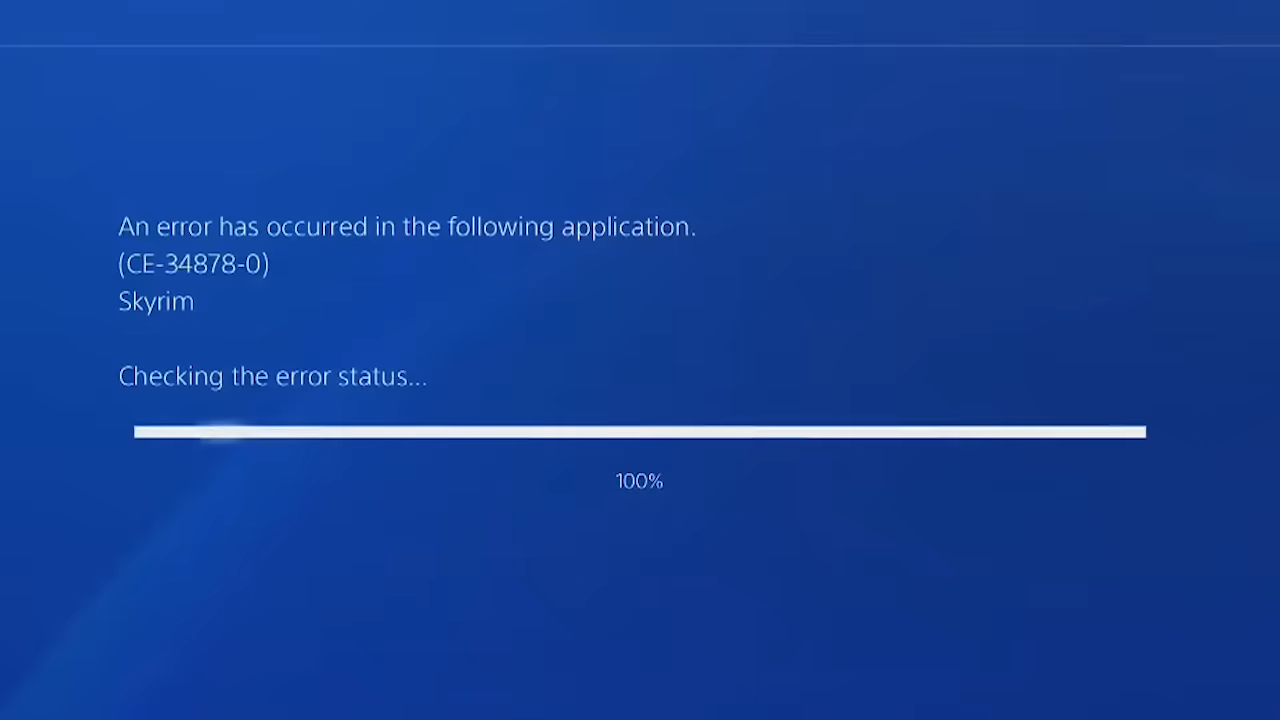 An error has occurred in the following application.
(CE-34878-0)
Skyrim
Checking the error status...
100%